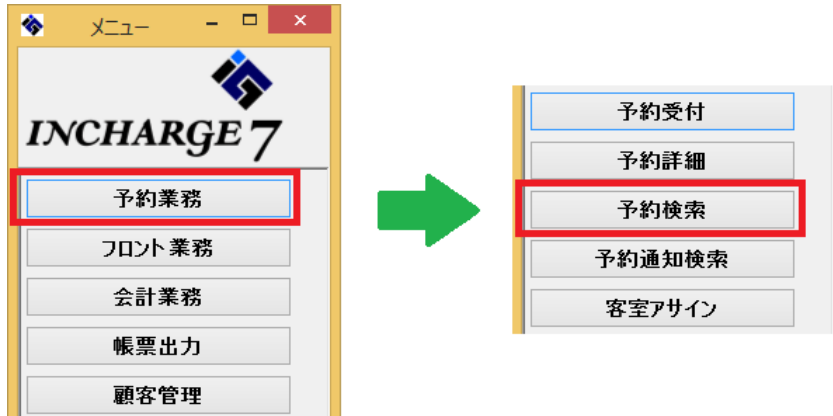 メニュー
INCHARGE 7
予約業務
フロント業務
会計業務
帳票出力
顧客管理
予約受付
予約詳細
予約検索
予約通知検索
客室アサイン